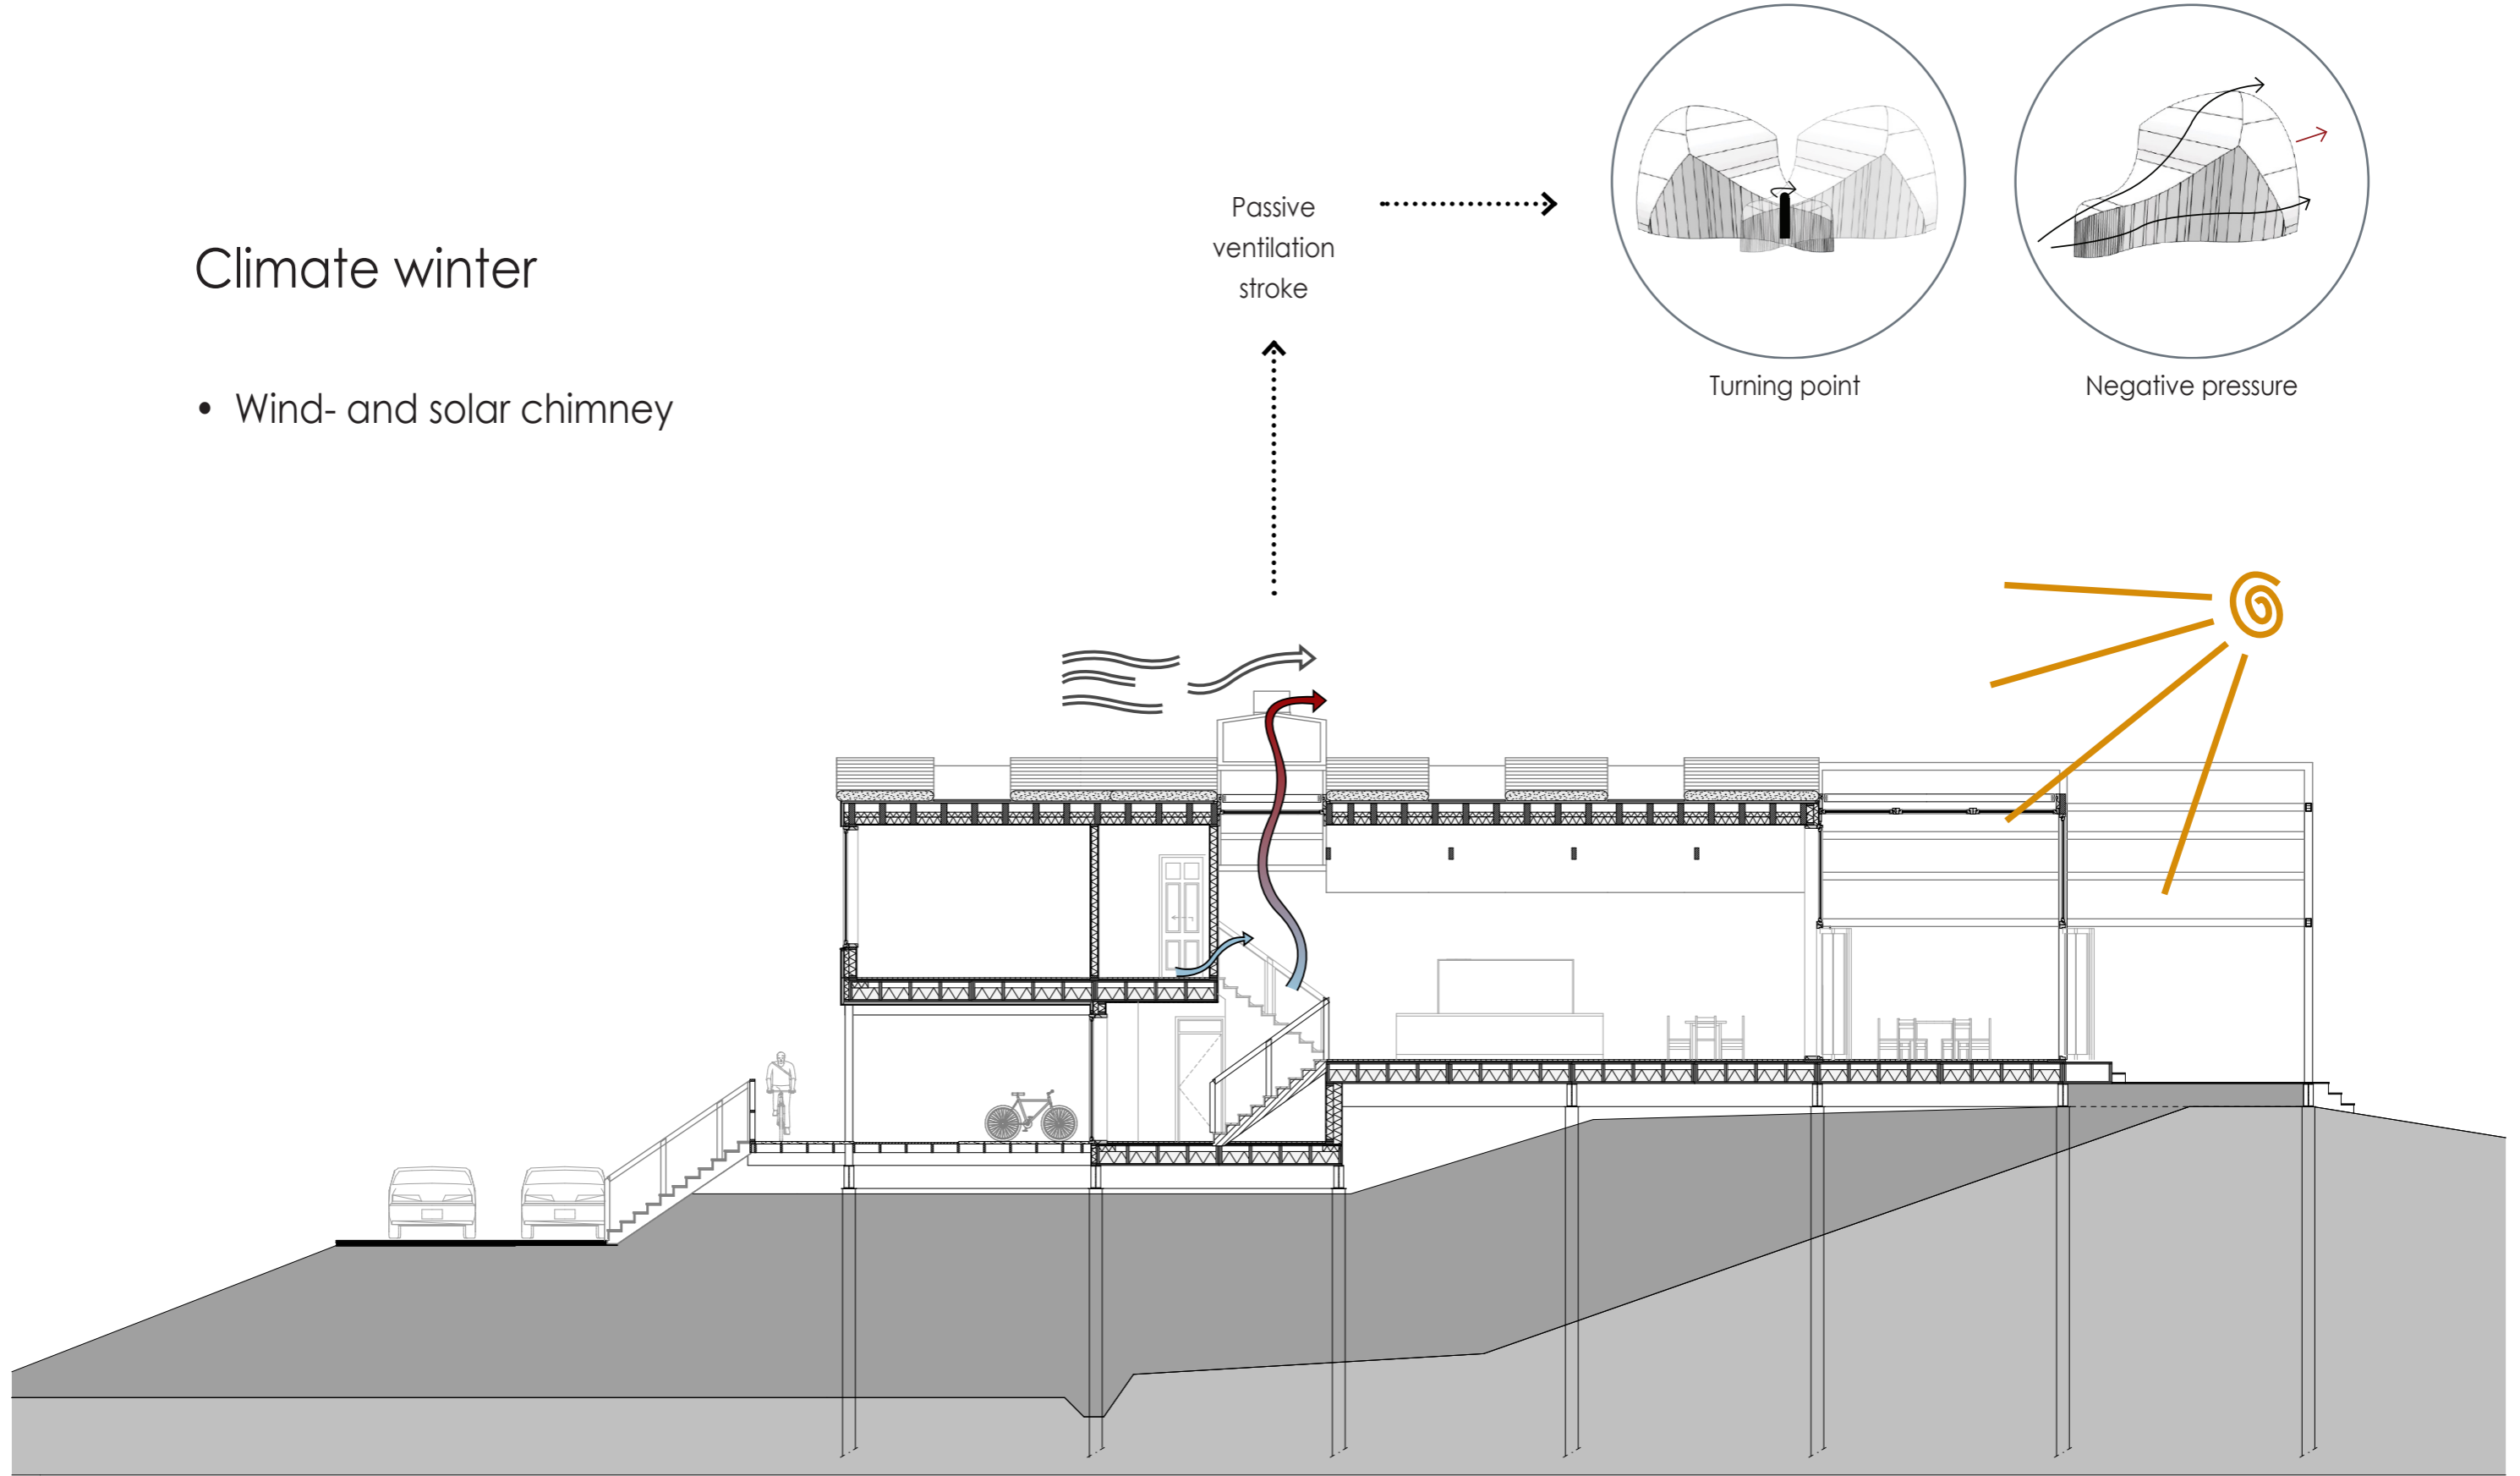 Climate winter
• Wind- and solar chimney
Passive
ventilation
stroke
Turning point
Negative pressure